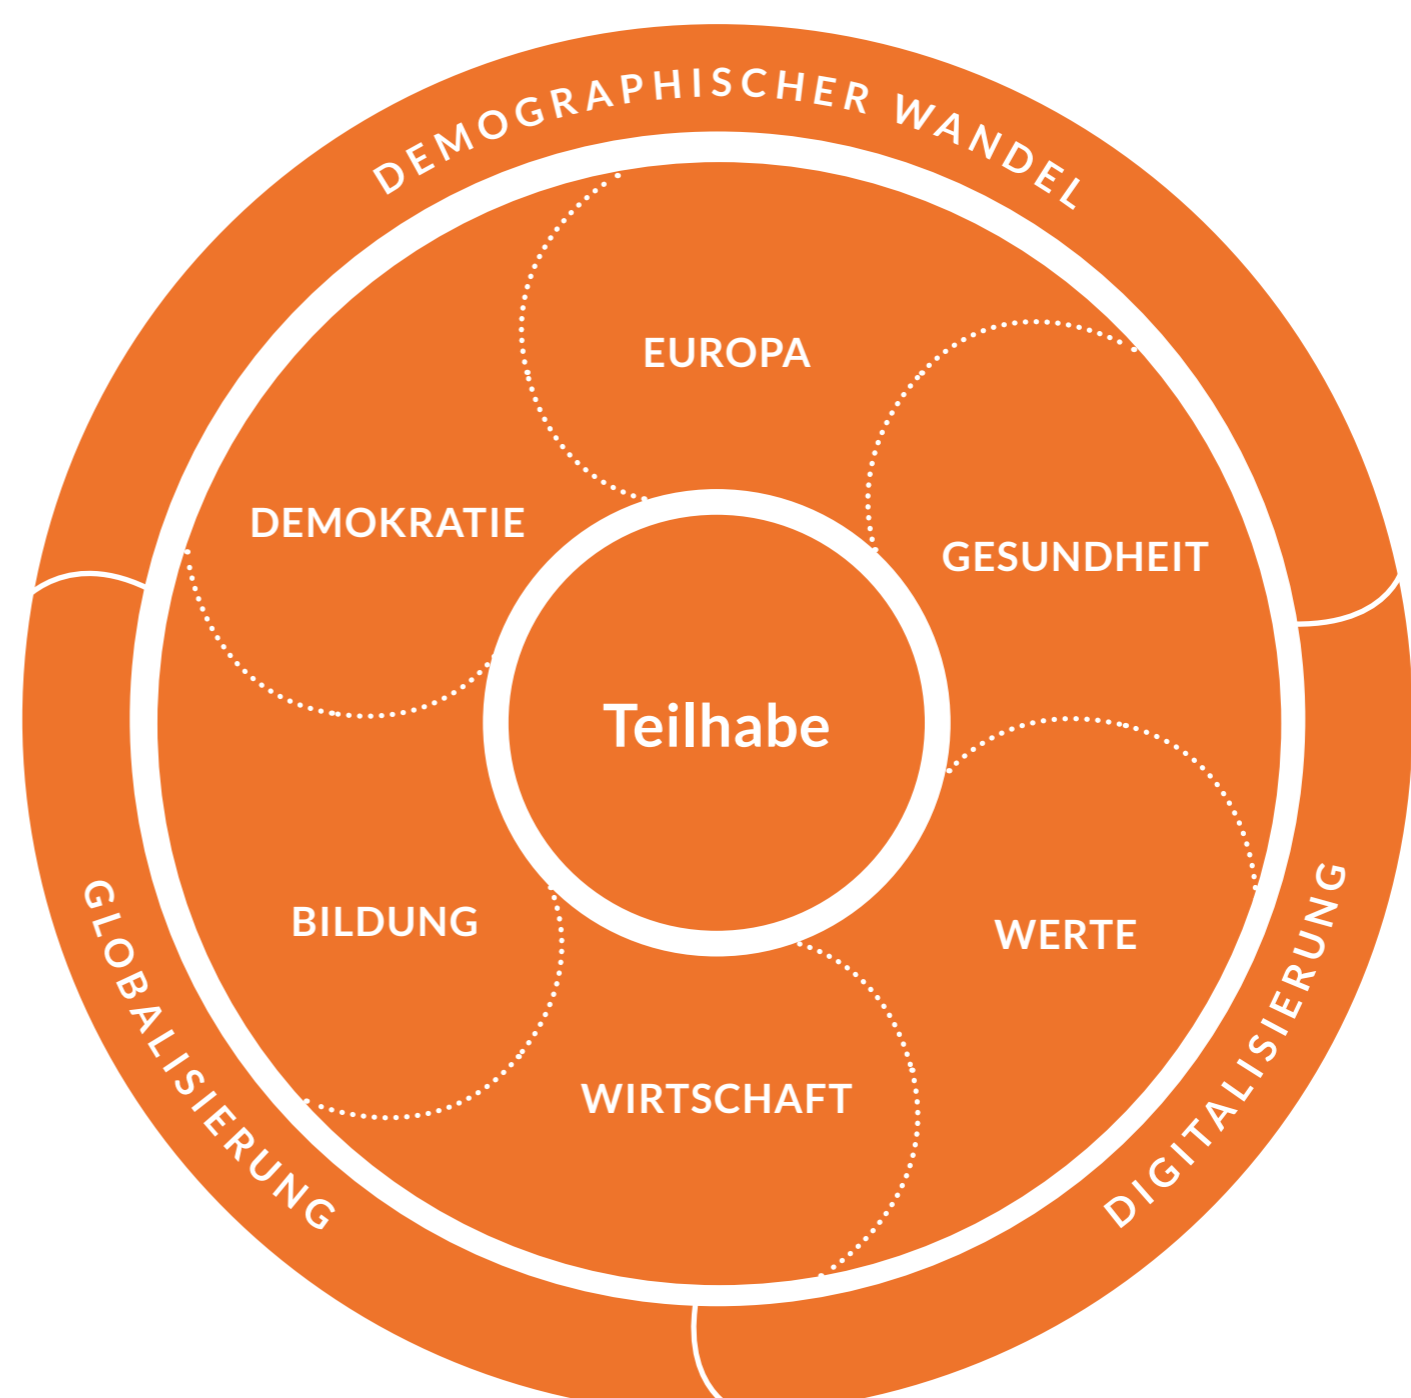 DEMOGRAPHISCHER WANDEL
EUROPA
DEMOKRATIE
GESUNDHEIT
Teilhabe
BILDUNG
WERTE
WIRTSCHAFT
GLOBALISIERUNG
DIGITALISIERUNG